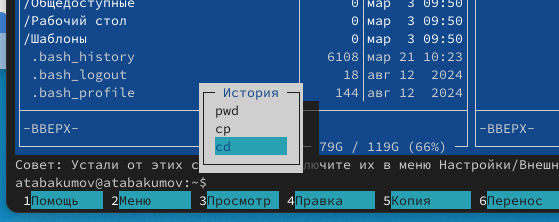 /Общедоступные 0 мар 3 09:50
/Рабочий стол 0 мар 3 09:50
/Шаблоны 0 мар 3 09:50
.bash_history 6108 мар 21 10:23
.bash_logout 18 авг 12 2024
.bash_profile 144 авг 12 2024
История
pwd
cp
cd
-ВВЕРХ- -ВВЕРХ-
79G / 119G (66%)
Совет: Устали от этих с лючите их в меню Настройки/Внешн
atabakumov@atabakumov:~$
1Помощь 2Меню 3Просмотр 4Правка 5Копия 6Перенос